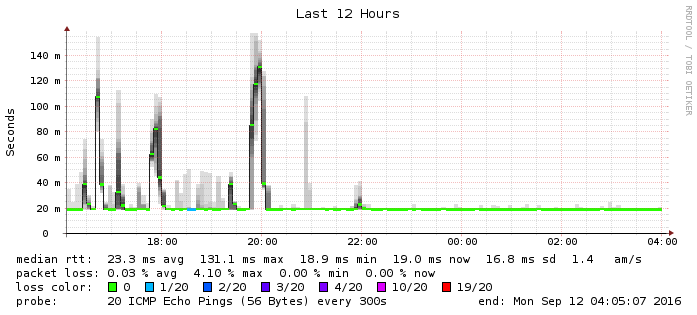 Last 12 Hours
RRDTOOL / TOBI OETIKER
Seconds
140 m
120 m
100 m
80 m
60 m
40 m
20 m
0
18:00 20:00 22:00 00:00 02:00 04:00
median rtt: 23.3 ms avg 131.1 ms max 18.9 ms min 19.0 ms now 16.8 ms sd 1.4 am/s
packet loss: 0.03 % avg 4.10 % max 0.00 % min 0.00 % now
loss color: 0 1/20 2/20 3/20 4/20 10/20 19/20
probe: 20 ICMP Echo Pings (56 Bytes) every 300s end: Mon Sep 12 04:05:07 2016